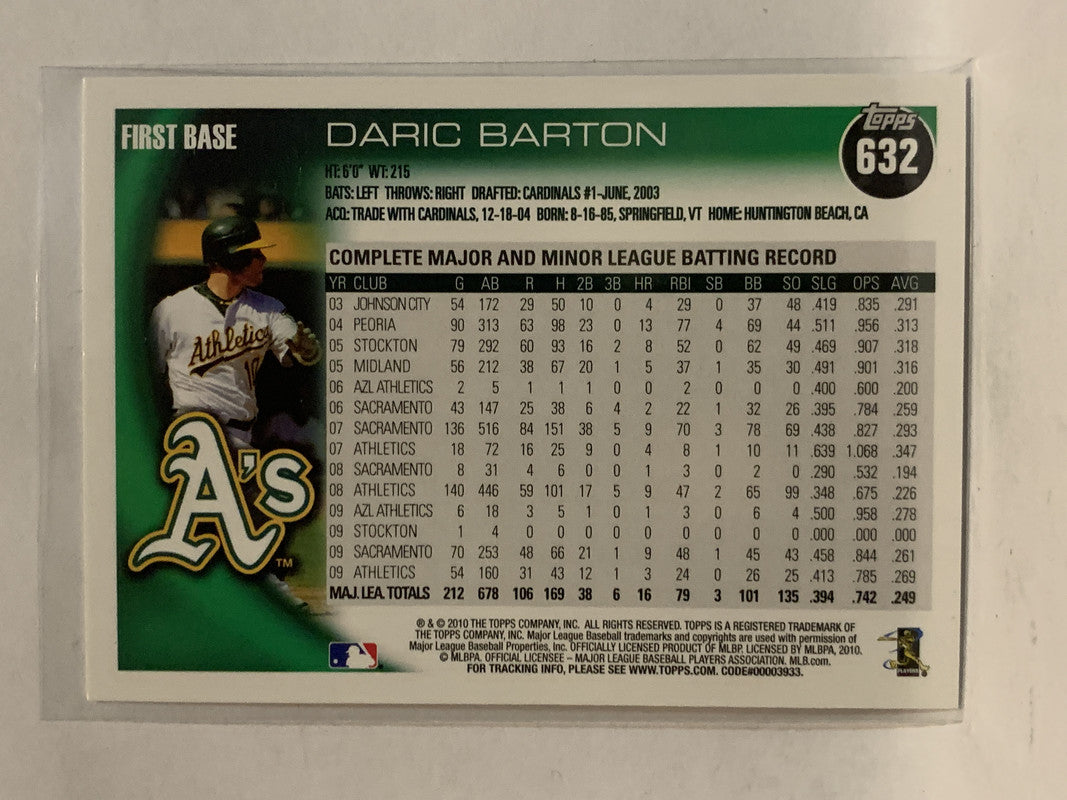 FIRST BASE
DARIC BARTON
Topps
632
HT: 6'0" WT: 215
BATS: LEFT THROWS: RIGHT DRAFTED: CARDINALS #1-JUNE, 2003
ACQ: TRADE WITH CARDINALS, 12-18-04 BORN: 8-16-85, SPRINGFIELD, VT HOME: HUNTINGTON BEACH, CA
COMPLETE MAJOR AND MINOR LEAGUE BATTING RECORD
YR CLUB G AB R H 2B 3B HR RBI SB BB SO SLG OPS AVG
03 JOHNSON CITY 54 172 29 50 10 0 4 29 0 37 48 .419 .835 .291
04 PEORIA 90 313 63 98 23 0 13 77 4 69 44 .511 .956 .313
05 STOCKTON 79 292 60 93 16 2 8 52 0 62 49 .469 .907 .318
05 MIDLAND 56 212 38 67 20 1 5 37 1 35 30 .491 .901 .316
06 AZL ATHLETICS 2 5 1 1 1 0 0 2 0 0 0 .400 .600 .200
06 SACRAMENTO 43 147 25 38 6 4 2 22 1 32 26 .395 .784 .259
07 SACRAMENTO 136 516 84 151 38 5 9 70 3 78 69 .438 .827 .293
07 ATHLETICS 18 72 16 25 9 0 4 8 1 10 11 .639 1.068 .347
08 SACRAMENTO 8 31 4 6 0 0 1 3 0 2 0 .290 .532 .194
08 ATHLETICS 140 446 59 101 17 5 9 47 2 65 99 .348 .675 .226
09 AZL ATHLETICS 6 18 3 5 1 0 1 3 0 6 4 .500 .958 .278
09 STOCKTON 1 4 0 0 0 0 0 0 0 0 0 .000 .000 .000
09 SACRAMENTO 70 253 48 66 21 1 9 48 1 45 43 .458 .844 .261
09 ATHLETICS 54 160 31 43 12 1 3 24 0 26 25 .413 .785 .269
MAJ. LEA. TOTALS 212 678 106 169 38 6 16 79 3 101 135 .394 .742 .249
Athletics
10
A's
TM
® & © 2010 THE TOPPS COMPANY, INC. ALL RIGHTS RESERVED. TOPPS IS A REGISTERED TRADEMARK OF
THE TOPPS COMPANY, INC. Major League Baseball trademarks and copyrights are used with permission of
Major League Baseball Properties, Inc. OFFICIALLY LICENSED PRODUCT OF MLBP. LICENSED BY MLBPA, 2010.
© MLBPA. OFFICIAL LICENSEE – MAJOR LEAGUE BASEBALL PLAYERS ASSOCIATION. MLB.com.
FOR TRACKING INFO, PLEASE SEE WWW.TOPPS.COM. CODE#00003933.